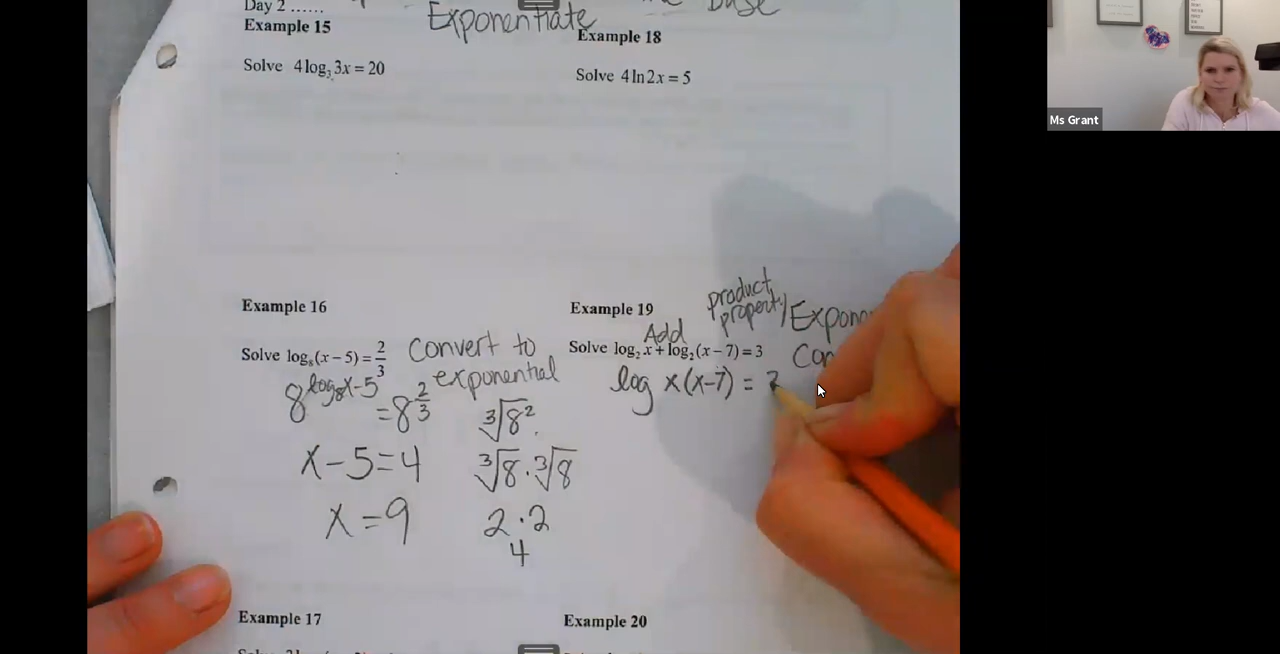 Day 2 ......
Exponentiate
Base
Example 15
Solve 4 log₃ 3x = 20
Example 18
Solve 4 ln 2x = 5
Example 16
Solve log₈(x − 5) = 2/3
Convert to
exponential
8^(log₈ x-5) = 8^(2/3)
∛8²
x - 5 = 4
∛8 · ∛8
x = 9
2 · 2
4
Example 19
product
property
Add
Solve log₂ x + log₂(x − 7) = 3
log x(x-7) =
Example 17
Example 20
Ms Grant